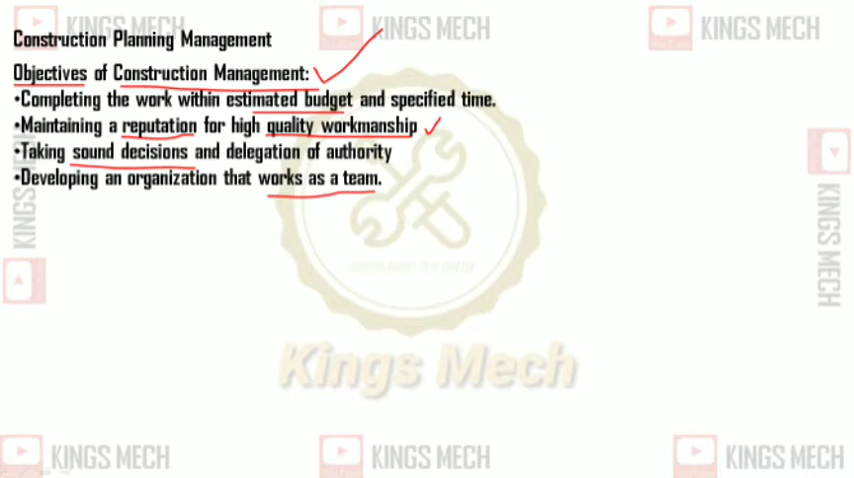 KINGS MECH KINGS MECH KINGS MECH
Construction Planning Management
Objectives of Construction Management:
•Completing the work within estimated budget and specified time.
•Maintaining a reputation for high quality workmanship
•Taking sound decisions and delegation of authority
•Developing an organization that works as a team.
KINGS MECH
KINGS MECH
Kings Mech
KINGS MECH KINGS MECH KINGS MECH